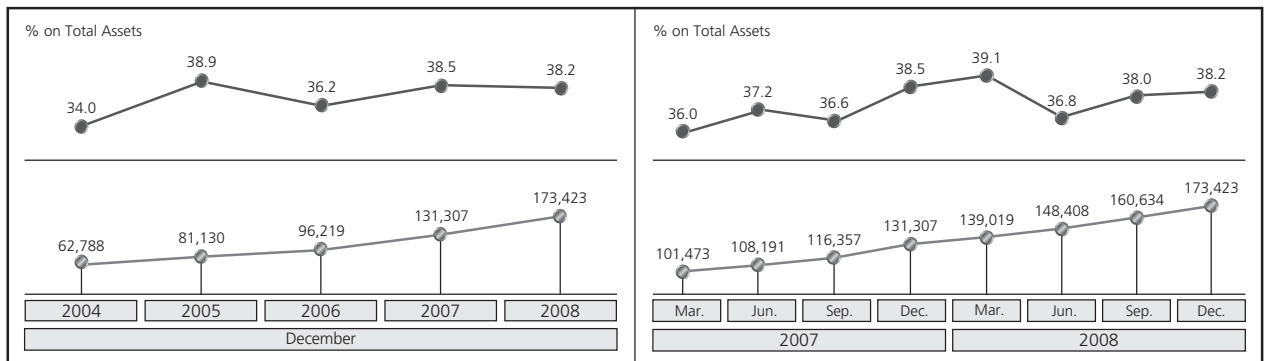 % on Total Assets
34.0 38.9 36.2 38.5 38.2
62,788 81,130 96,219 131,307 173,423
2004 2005 2006 2007 2008
December
% on Total Assets
36.0 37.2 36.6 38.5 39.1 36.8 38.0 38.2
101,473 108,191 116,357 131,307 139,019 148,408 160,634 173,423
Mar. Jun. Sep. Dec. Mar. Jun. Sep. Dec.
2007 2008